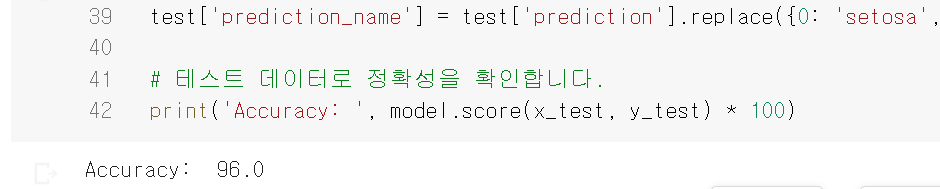 39 test['prediction_name'] = test['prediction'].replace({0: 'setosa',
40
41 # 테스트 데이터로 정확성을 확인합니다.
42 print('Accuracy: ', model.score(x_test, y_test) * 100)
Accuracy:  96.0